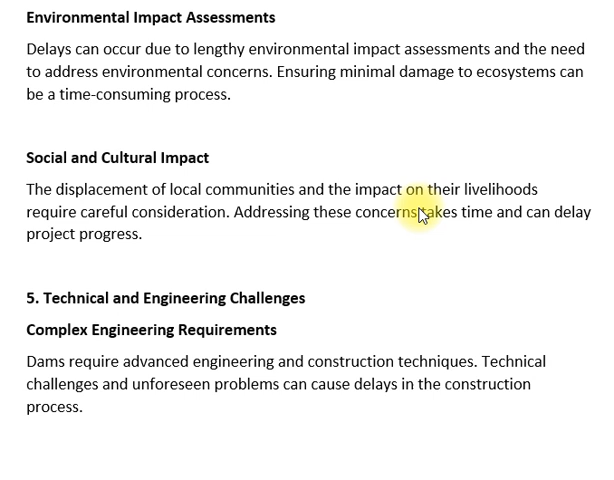 Environmental Impact Assessments
Delays can occur due to lengthy environmental impact assessments and the need
to address environmental concerns. Ensuring minimal damage to ecosystems can
be a time-consuming process.
Social and Cultural Impact
The displacement of local communities and the impact on their livelihoods
require careful consideration. Addressing these concerns takes time and can delay
project progress.
5. Technical and Engineering Challenges
Complex Engineering Requirements
Dams require advanced engineering and construction techniques. Technical
challenges and unforeseen problems can cause delays in the construction
process.